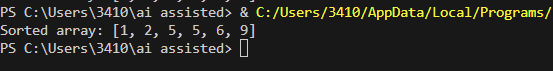 PS C:\Users\3410\ai assisted> & C:/Users/3410/AppData/Local/Programs/
Sorted array: [1, 2, 5, 5, 6, 9]
PS C:\Users\3410\ai assisted>